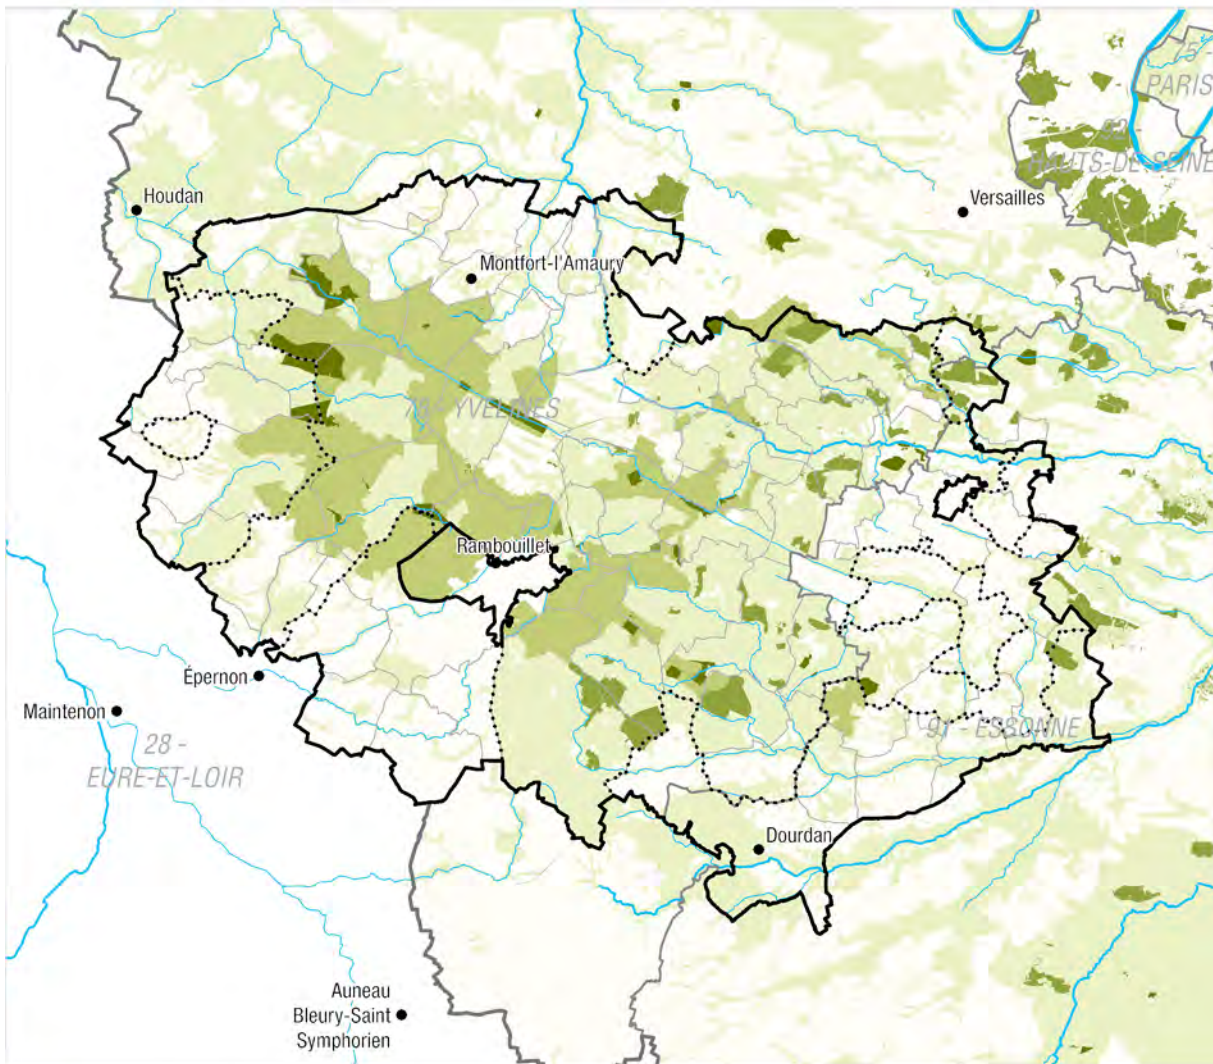 75 -
PARIS
92 -
HAUTS-DE-SEINE
Houdan
Versailles
Montfort-l'Amaury
78 - YVELINES
Rambouillet
Épernon
Maintenon
28 -
EURE-ET-LOIR
91 - ESSONNE
Dourdan
Auneau
Bleury-Saint
Symphorien